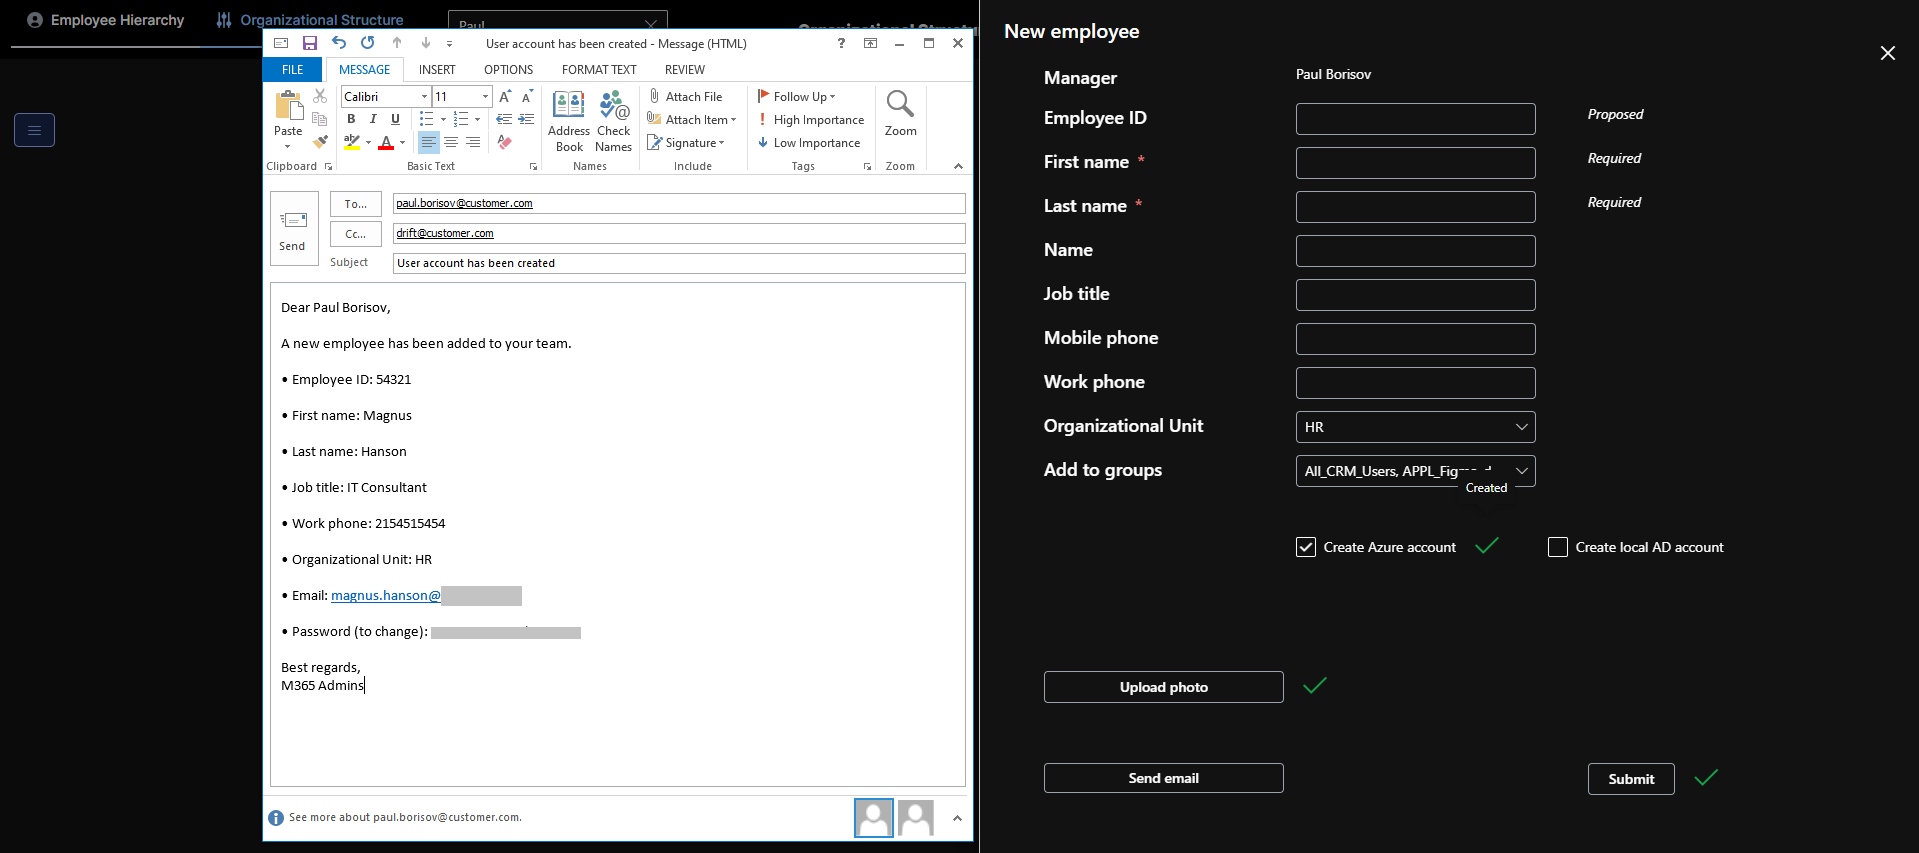 Employee Hierarchy
Organizational Structure
Paul
User account has been created - Message (HTML)
?
FILE
MESSAGE
INSERT
OPTIONS
FORMAT TEXT
REVIEW
Paste
Clipboard
Calibri
11
A A
B I U
A
Basic Text
Address Book
Check Names
Names
Attach File
Attach Item
Signature
Include
Follow Up
High Importance
Low Importance
Tags
Zoom
Zoom
Send
To...
paul.borisov@customer.com
Cc...
drift@customer.com
Subject
User account has been created
Dear Paul Borisov,
A new employee has been added to your team.
• Employee ID: 54321
• First name: Magnus
• Last name: Hanson
• Job title: IT Consultant
• Work phone: 2154515454
• Organizational Unit: HR
• Email: magnus.hanson@
• Password (to change):
Best regards,
M365 Admins
See more about paul.borisov@customer.com.
New employee
Manager
Paul Borisov
Employee ID
Proposed
First name *
Required
Last name *
Required
Name
Job title
Mobile phone
Work phone
Organizational Unit
HR
Add to groups
All_CRM_Users,
Created
Create Azure account
Create local AD account
Upload photo
Send email
Submit